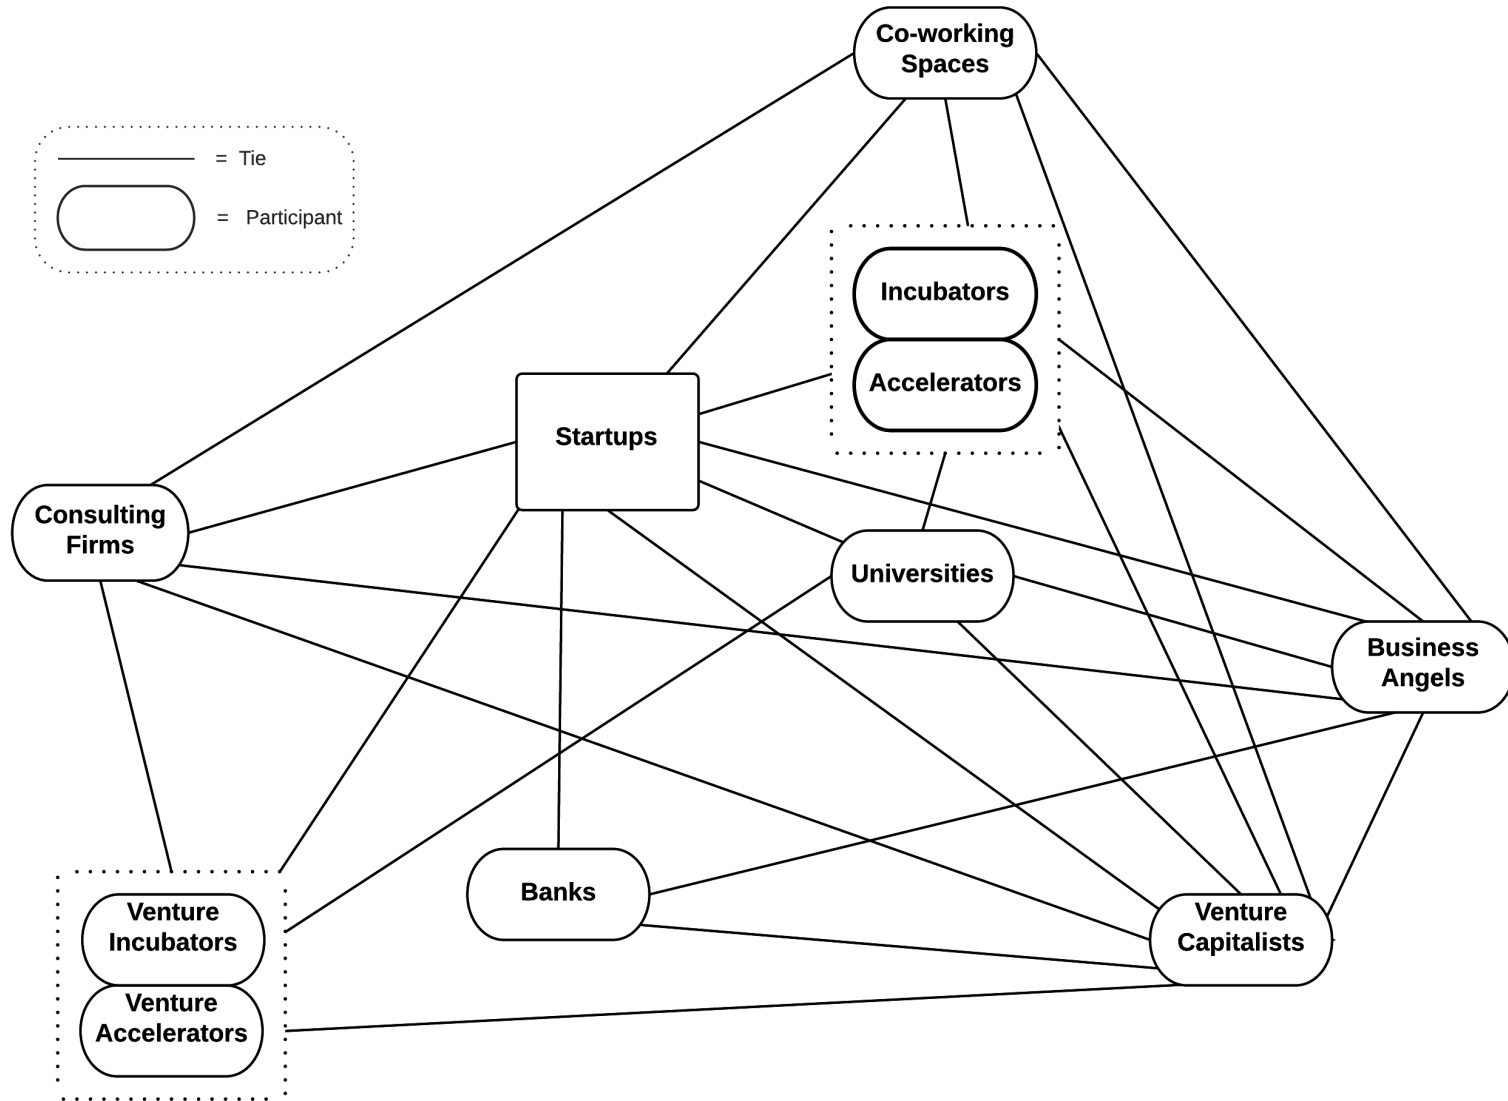 Co-working
Spaces
= Tie
= Participant
Incubators
Accelerators
Startups
Consulting
Firms
Universities
Business
Angels
Banks
Venture
Incubators
Venture
Accelerators
Venture
Capitalists